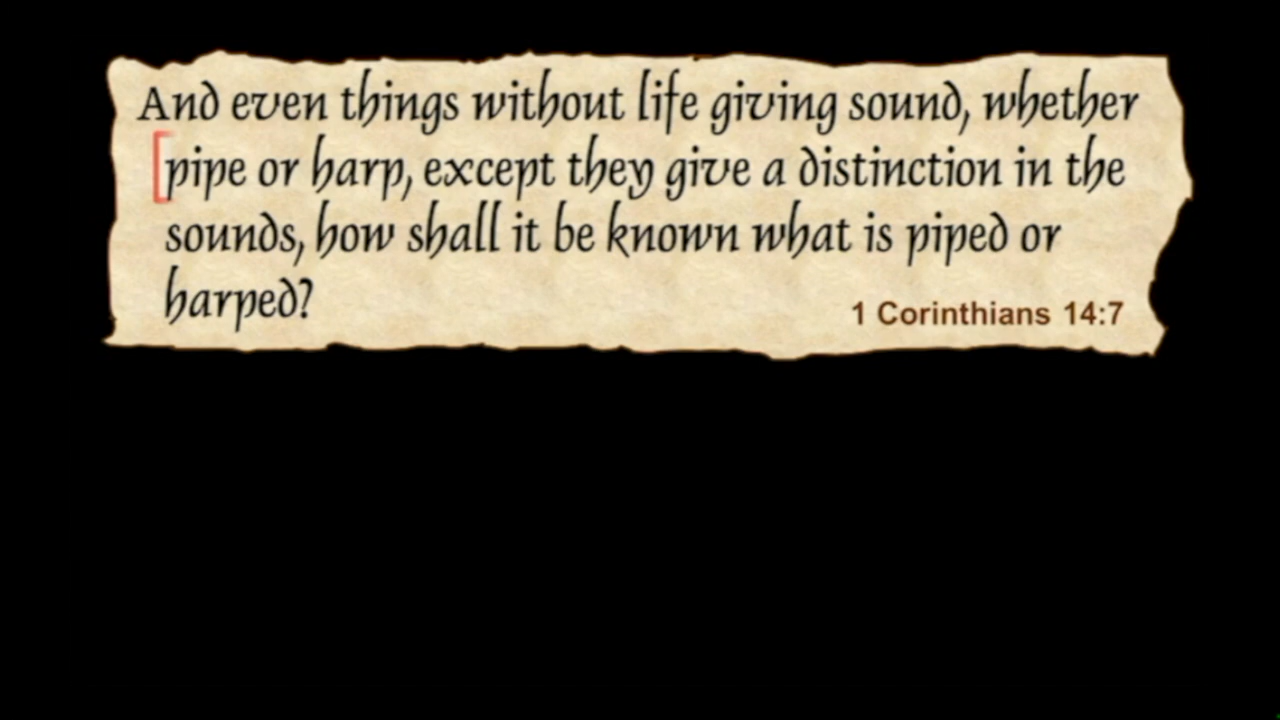 And even things without life giving sound, whether
pipe or harp, except they give a distinction in the
sounds, how shall it be known what is piped or
harped?
1 Corinthians 14:7